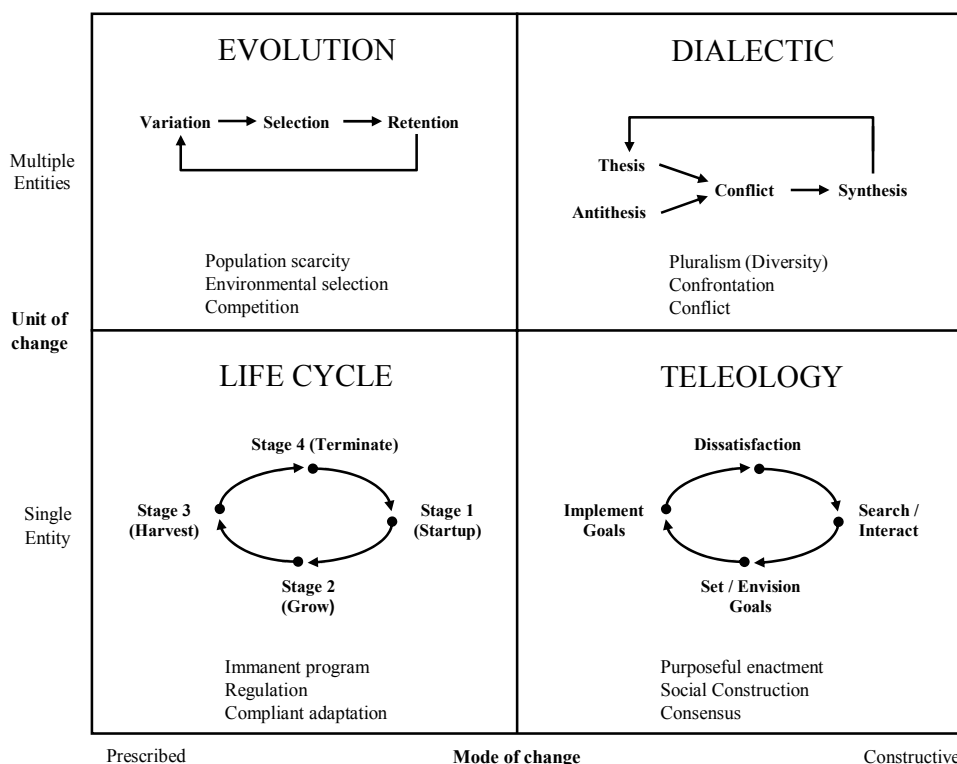 EVOLUTION
Variation
Selection
Retention
Population scarcity
Environmental selection
Competition
DIALECTIC
Thesis
Antithesis
Conflict
Synthesis
Pluralism (Diversity)
Confrontation
Conflict
Multiple
Entities
Unit of
change
LIFE CYCLE
Stage 4 (Terminate)
Stage 3
(Harvest)
Stage 1
(Startup)
Stage 2
(Grow)
Immanent program
Regulation
Compliant adaptation
TELEOLOGY
Dissatisfaction
Implement
Goals
Search /
Interact
Set / Envision
Goals
Purposeful enactment
Social Construction
Consensus
Single
Entity
Prescribed
Mode of change
Constructive